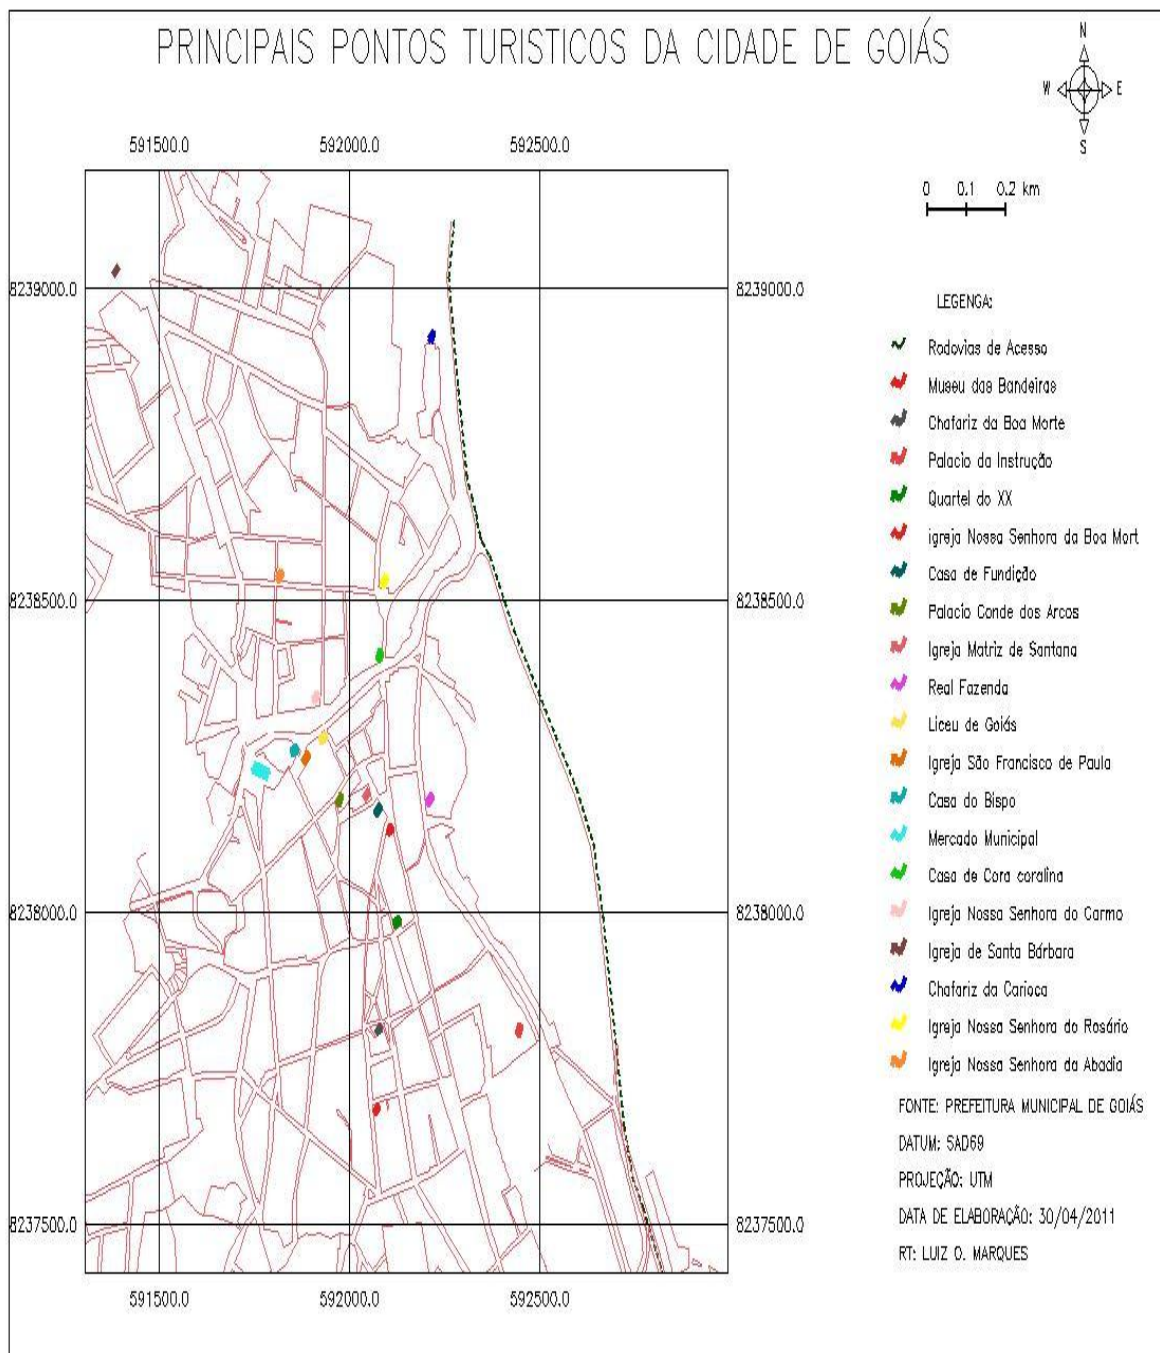 PRINCIPAIS PONTOS TURISTICOS DA CIDADE DE GOIÁS
N
W E
S
591500.0 592000.0 592500.0
0 0.1 0.2 km
8239000.0 8239000.0
LEGENGA:
Rodovias de Acesso
Museu das Bandeiras
Chafariz da Boa Morte
Palacio da Instrução
Quartel do XX
igreja Nossa Senhora da Boa Mort
Casa de Fundição
Palacio Conde dos Arcos
Igreja Matriz de Santana
Real Fazenda
Liceu de Goiás
Igreja São Francisco de Paula
Casa do Bispo
Mercado Municipal
Casa de Cora coralina
Igreja Nossa Senhora do Carmo
Igreja de Santa Bárbara
Chafariz da Carioca
Igreja Nossa Senhora do Rosário
Igreja Nossa Senhora da Abadia
8238500.0 8238500.0
8238000.0 8238000.0
FONTE: PREFEITURA MUNICIPAL DE GOIÁS
DATUM: SAD69
PROJEÇÃO: UTM
DATA DE ELABORAÇÃO: 30/04/2011
RT: LUIZ O. MARQUES
8237500.0 8237500.0
591500.0 592000.0 592500.0